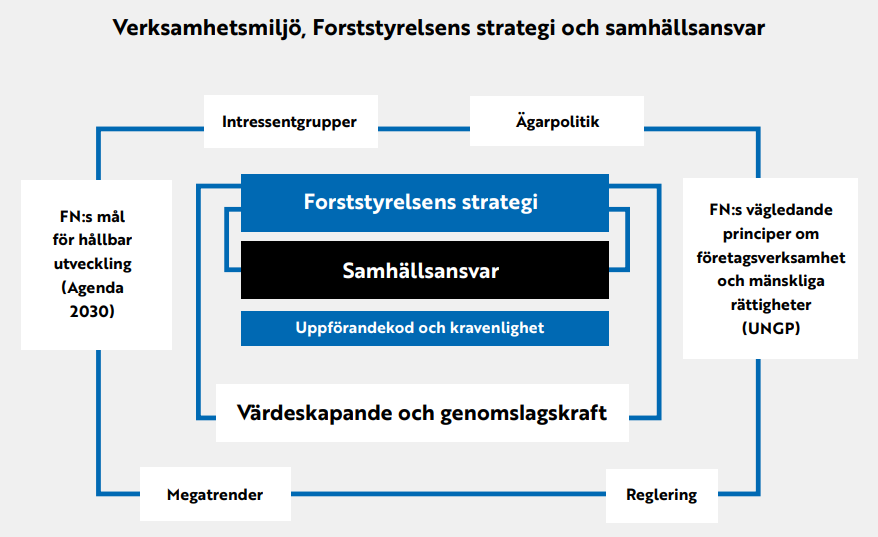 Verksamhetsmiljö, Forststyrelsens strategi och samhällsansvar
Intressentgrupper
Ägarpolitik
FN:s mål
för hållbar
utveckling
(Agenda
2030)
Forststyrelsens strategi
Samhällsansvar
Uppförandekod och kravenlighet
Värdeskapande och genomslagskraft
FN:s vägledande
principer om
företagsverksamhet
och mänskliga
rättigheter
(UNGP)
Megatrender
Reglering